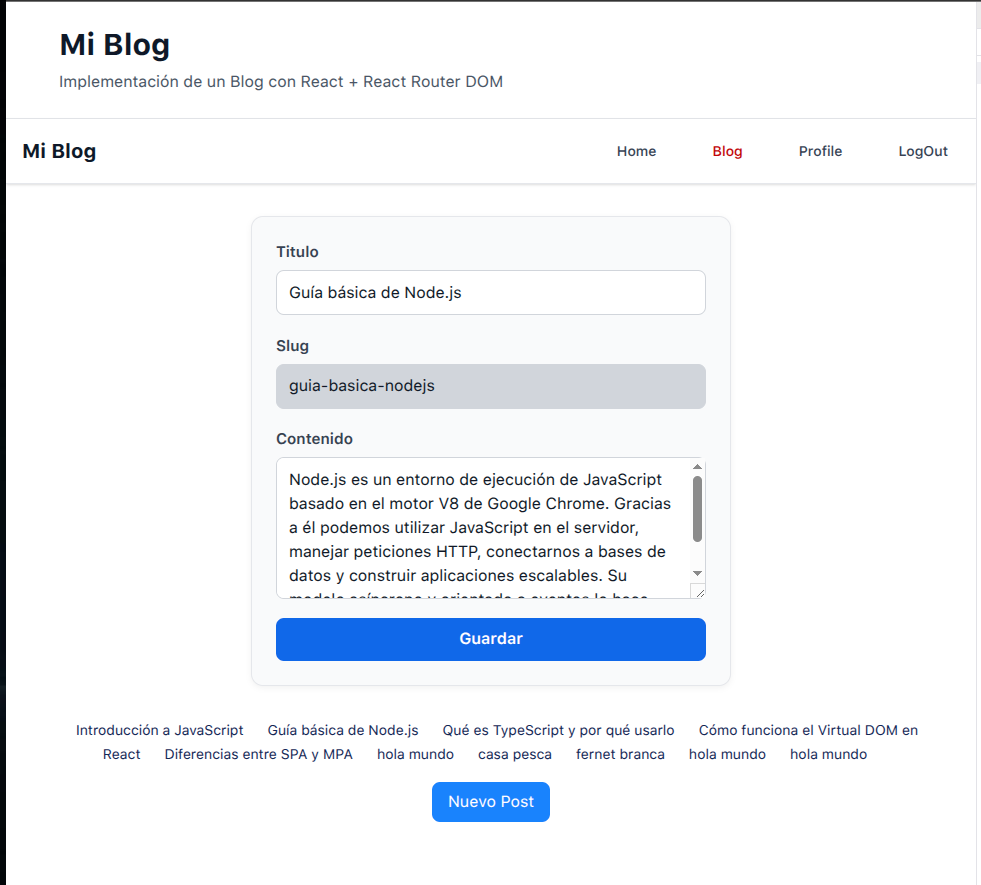 Mi Blog
Implementación de un Blog con React + React Router DOM
Mi Blog
Home
Blog
Profile
LogOut
Titulo
Guía básica de Node.js
Slug
guia-basica-nodejs
Contenido
Node.js es un entorno de ejecución de JavaScript
basado en el motor V8 de Google Chrome. Gracias
a él podemos utilizar JavaScript en el servidor,
manejar peticiones HTTP, conectarnos a bases de
datos y construir aplicaciones escalables. Su
Guardar
Introducción a JavaScript Guía básica de Node.js Qué es TypeScript y por qué usarlo Cómo funciona el Virtual DOM en
React Diferencias entre SPA y MPA hola mundo casa pesca fernet branca hola mundo hola mundo
Nuevo Post